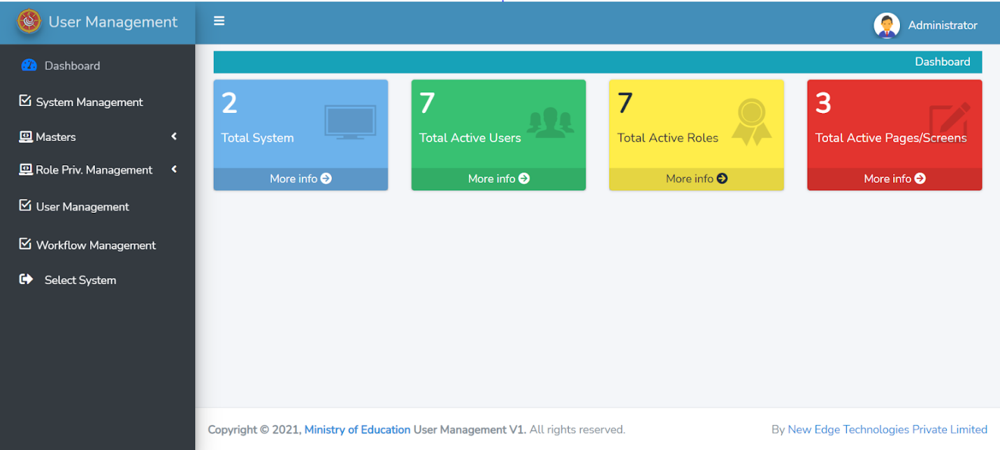 User Management
Administrator
Dashboard
System Management
Masters
Role Priv. Management
User Management
Workflow Management
Select System
Dashboard
2
Total System
More info
7
Total Active Users
More info
7
Total Active Roles
More info
3
Total Active Pages/Screens
More info
Copyright © 2021, Ministry of Education User Management V1. All rights reserved.
By New Edge Technologies Private Limited